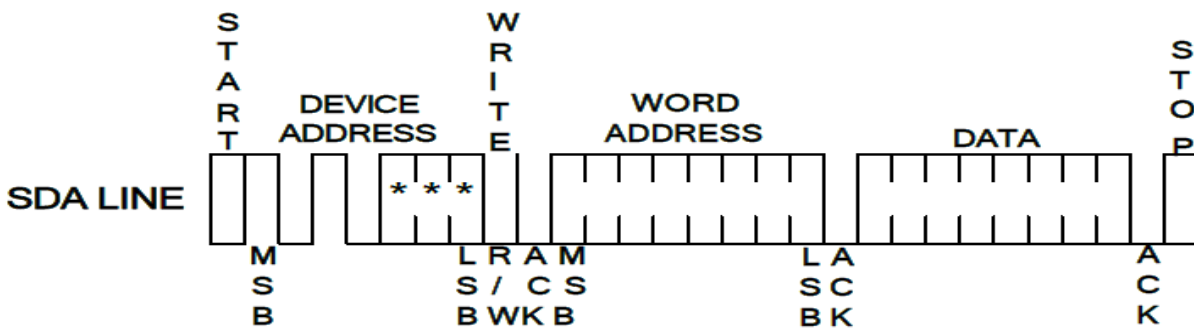 START
WRITE
STOP
DEVICE
ADDRESS
WORD
ADDRESS
DATA
SDA LINE
* * *
MSB
LSB
R/W
ACK
MSB
LSB
ACK
ACK